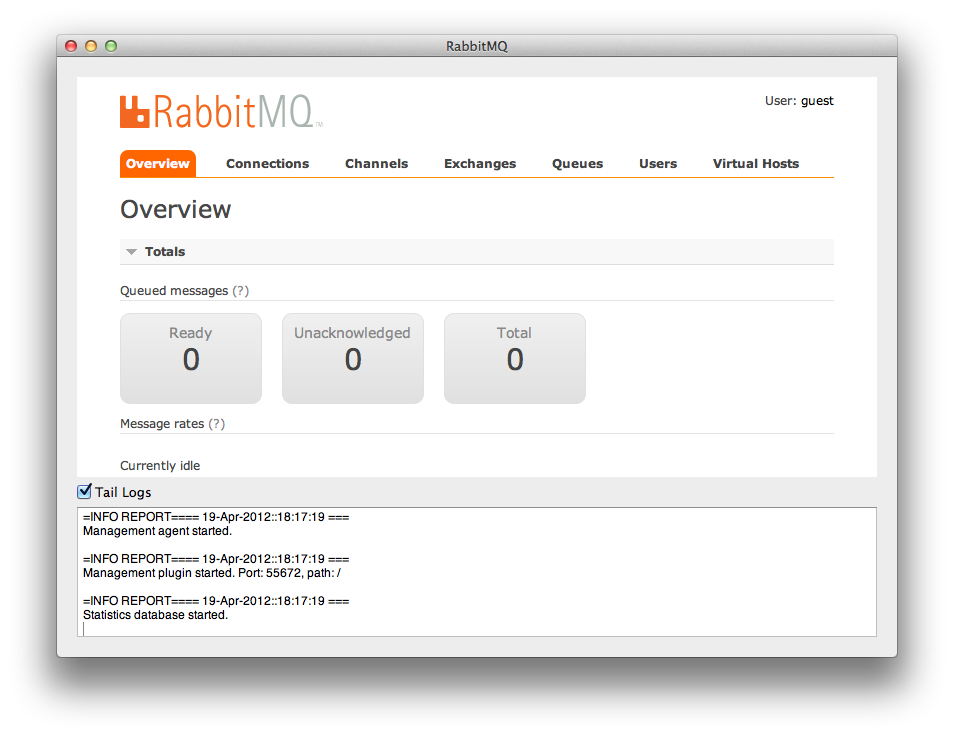 RabbitMQ
RabbitMQ™
User: guest
Overview Connections Channels Exchanges Queues Users Virtual Hosts
Overview
Totals
Queued messages (?)
Ready Unacknowledged Total
0 0 0
Message rates (?)
Currently idle
Tail Logs
=INFO REPORT==== 19-Apr-2012::18:17:19 ===
Management agent started.
=INFO REPORT==== 19-Apr-2012::18:17:19 ===
Management plugin started. Port: 55672, path: /
=INFO REPORT==== 19-Apr-2012::18:17:19 ===
Statistics database started.